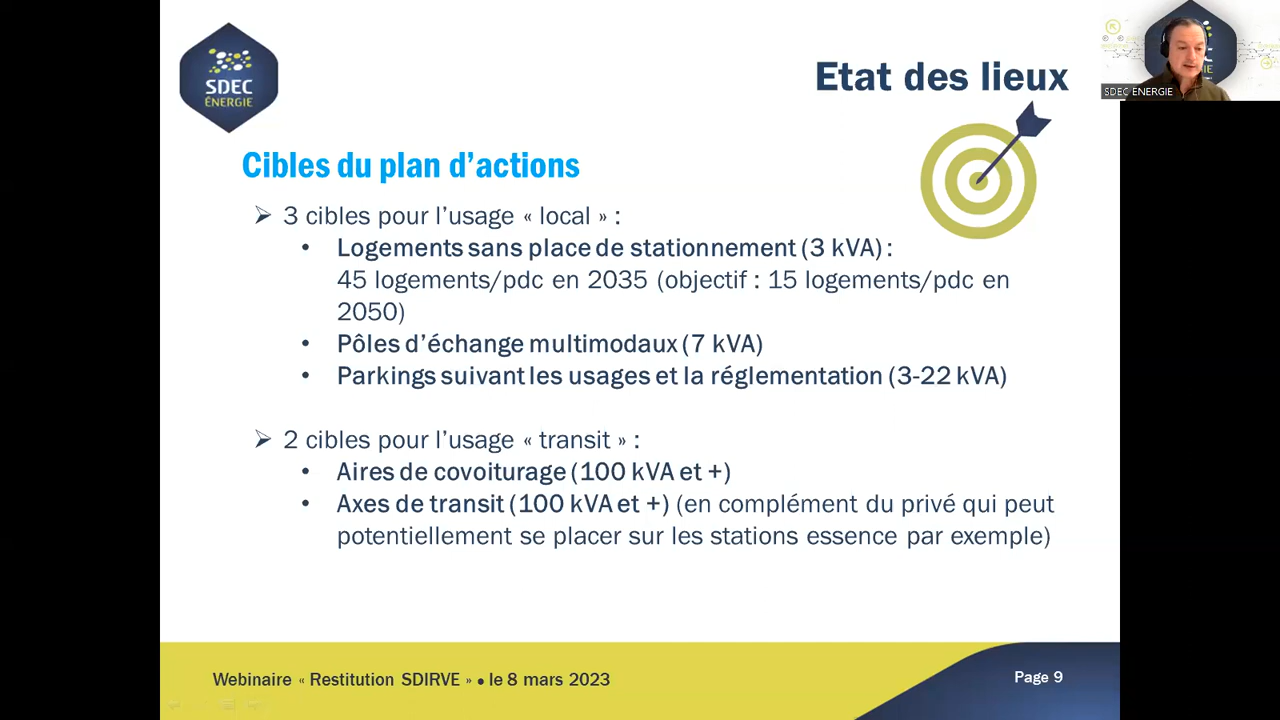 SDEC
ÉNERGIE
Etat des lieux
SDEC ENERGIE
Cibles du plan d’actions
➢ 3 cibles pour l’usage « local » :
• Logements sans place de stationnement (3 kVA) :
45 logements/pdc en 2035 (objectif : 15 logements/pdc en
2050)
• Pôles d’échange multimodaux (7 kVA)
• Parkings suivant les usages et la réglementation (3-22 kVA)
➢ 2 cibles pour l’usage « transit » :
• Aires de covoiturage (100 kVA et +)
• Axes de transit (100 kVA et +) (en complément du privé qui peut
potentiellement se placer sur les stations essence par exemple)
Webinaire « Restitution SDIRVE » • le 8 mars 2023
Page 9